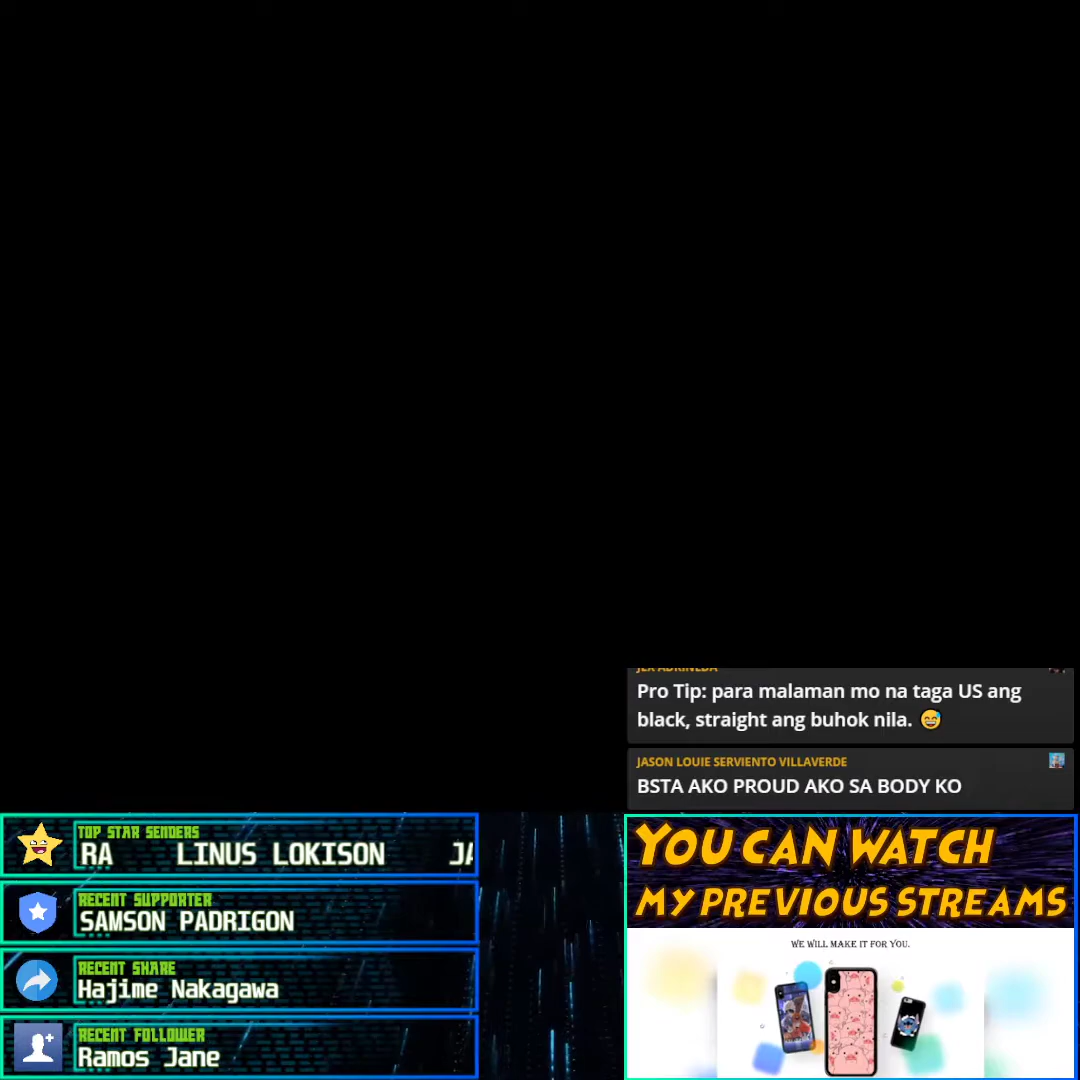 Pro Tip: para malaman mo na taga US ang
black, straight ang buhok nila. 😅
JASON LOUIE SERVIENTO VILLAVERDE
BSTA AKO PROUD AKO SA BODY KO
TOP STAR SENDERS
RA LINUS LOKISON JA
RECENT SUPPORTER
SAMSON PADRIGON
RECENT SHARE
Hajime Nakagawa
RECENT FOLLOWER
Ramos Jane
YOU CAN WATCH
MY PREVIOUS STREAMS
WE WILL MAKE IT FOR YOU.